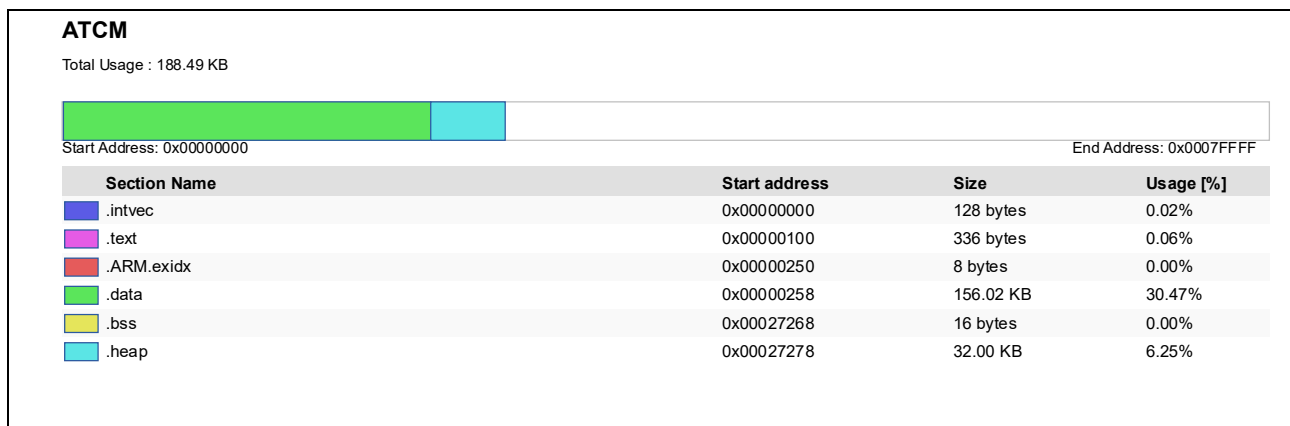 ATCM
Total Usage : 188.49 KB
Start Address: 0x00000000 End Address: 0x0007FFFF
Section Name Start address Size Usage [%]
.intvec 0x00000000 128 bytes 0.02%
.text 0x00000100 336 bytes 0.06%
.ARM.exidx 0x00000250 8 bytes 0.00%
.data 0x00000258 156.02 KB 30.47%
.bss 0x00027268 16 bytes 0.00%
.heap 0x00027278 32.00 KB 6.25%